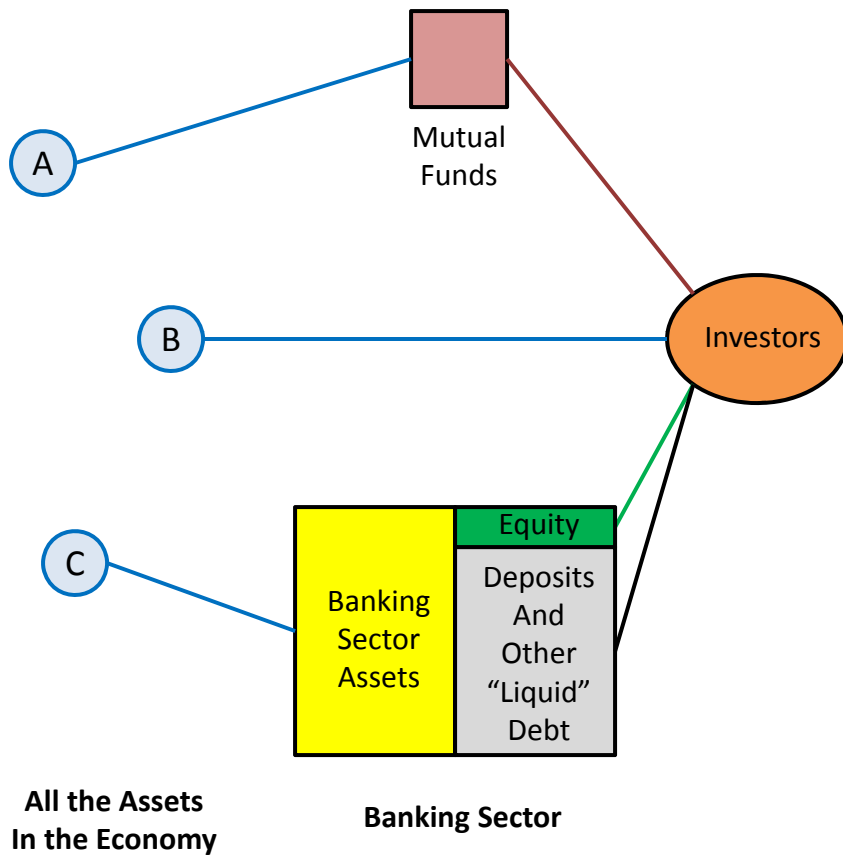 Mutual
Funds
A
B
Investors
C
Equity
Banking
Sector
Assets
Deposits
And
Other
“Liquid”
Debt
All the Assets
In the Economy
Banking Sector